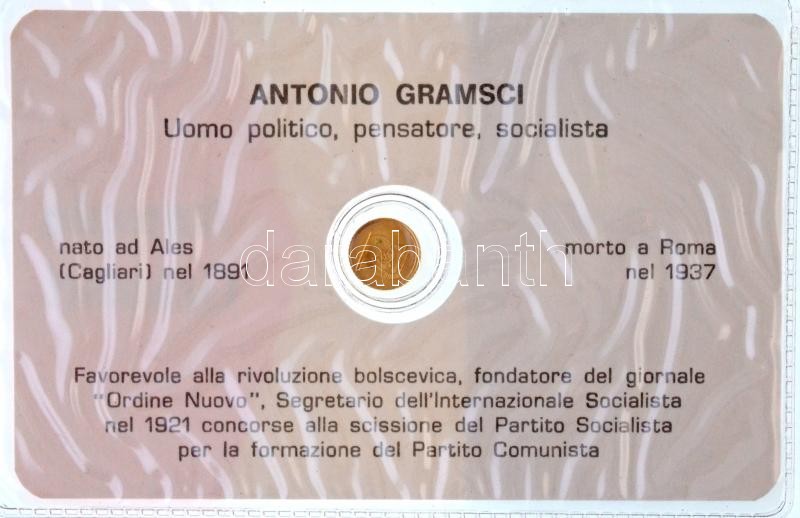 ANTONIO GRAMSCI
Uomo politico, pensatore, socialista
nato ad Ales
(Cagliari) nel 1891
morto a Roma
nel 1937
darabanth
Favorevole alla rivoluzione bolscevica, fondatore del giornale
"Ordine Nuovo", Segretario dell'Internazionale Socialista
nel 1921 concorse alla scissione del Partito Socialista
per la formazione del Partito Comunista